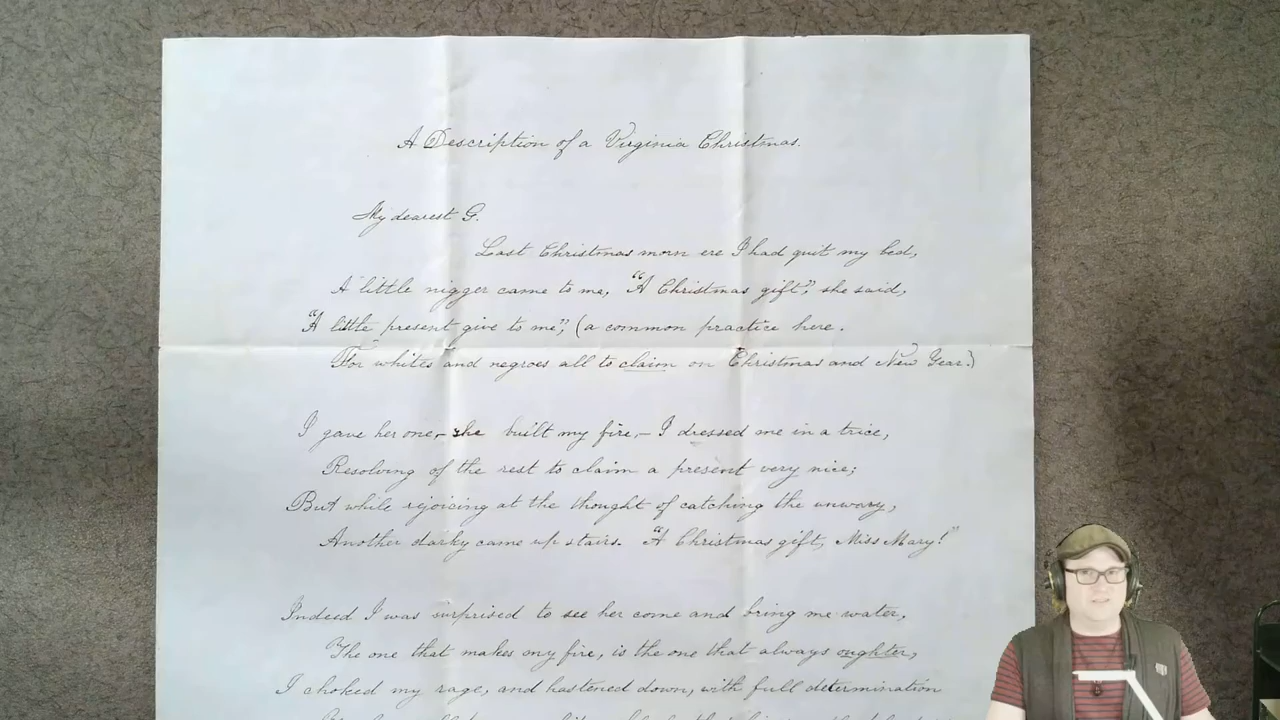 A Description of a Virginia Christmas.
My dearest G.
Last Christmas morn ere I had quit my bed,
A little nigger came to me, "A Christmas gift," she said,
"A little present give to me," (a common practice here.
For whites and negroes all to claim on Christmas and New Year.)
I gave her one, – she built my fire, – I dressed me in a trice,
Resolving of the rest to claim a present very nice;
But while rejoicing at the thought of catching the unwary,
Another darky came up stairs. "A Christmas gift, Miss Mary!"
Indeed I was surprised to see her come and bring me water,
The one that makes my fire, is the one that always oughter,
I choked my rage, and hastened down, with full determination